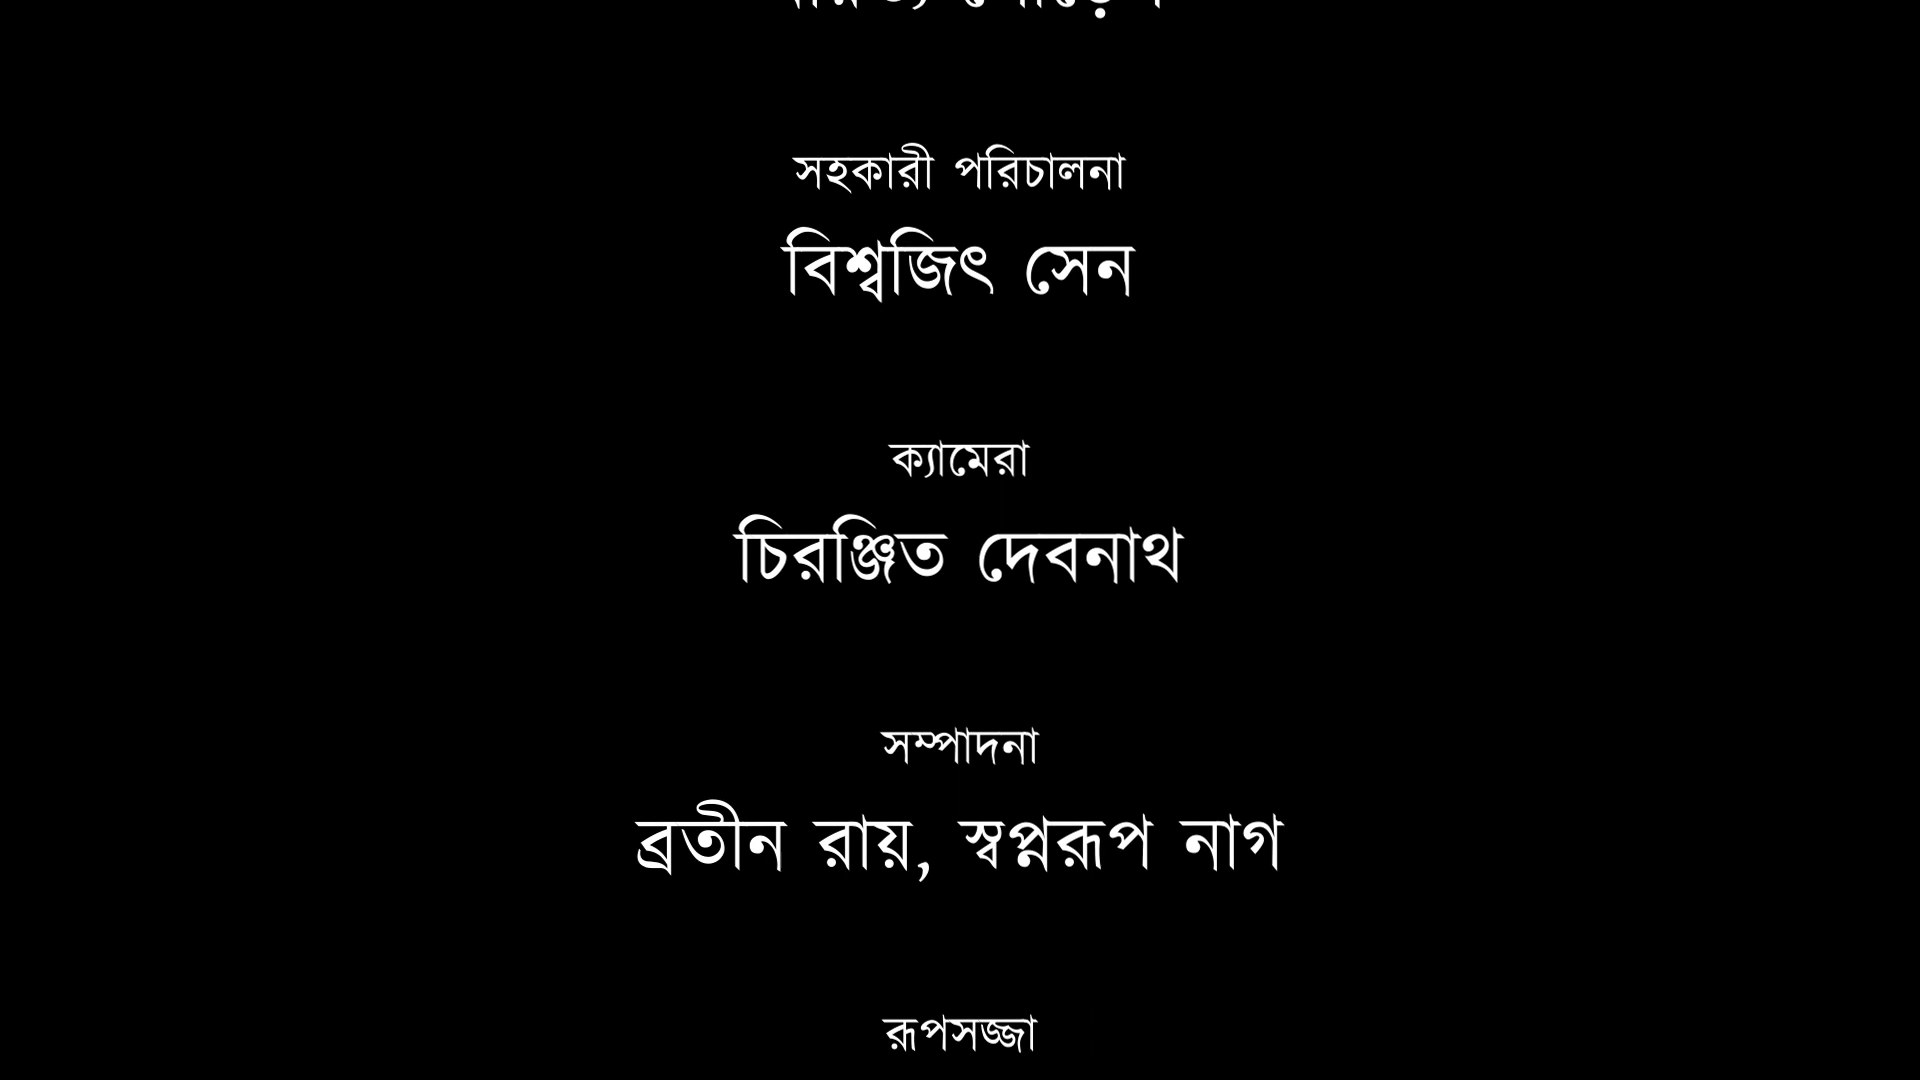 সহকারী পরিচালনা
বিশ্বজিৎ সেন
ক্যামেরা
চিরঞ্জিত দেবনাথ
সম্পাদনা
ব্রতীন রায়, স্বপ্নরূপ নাগ
রূপসজ্জা